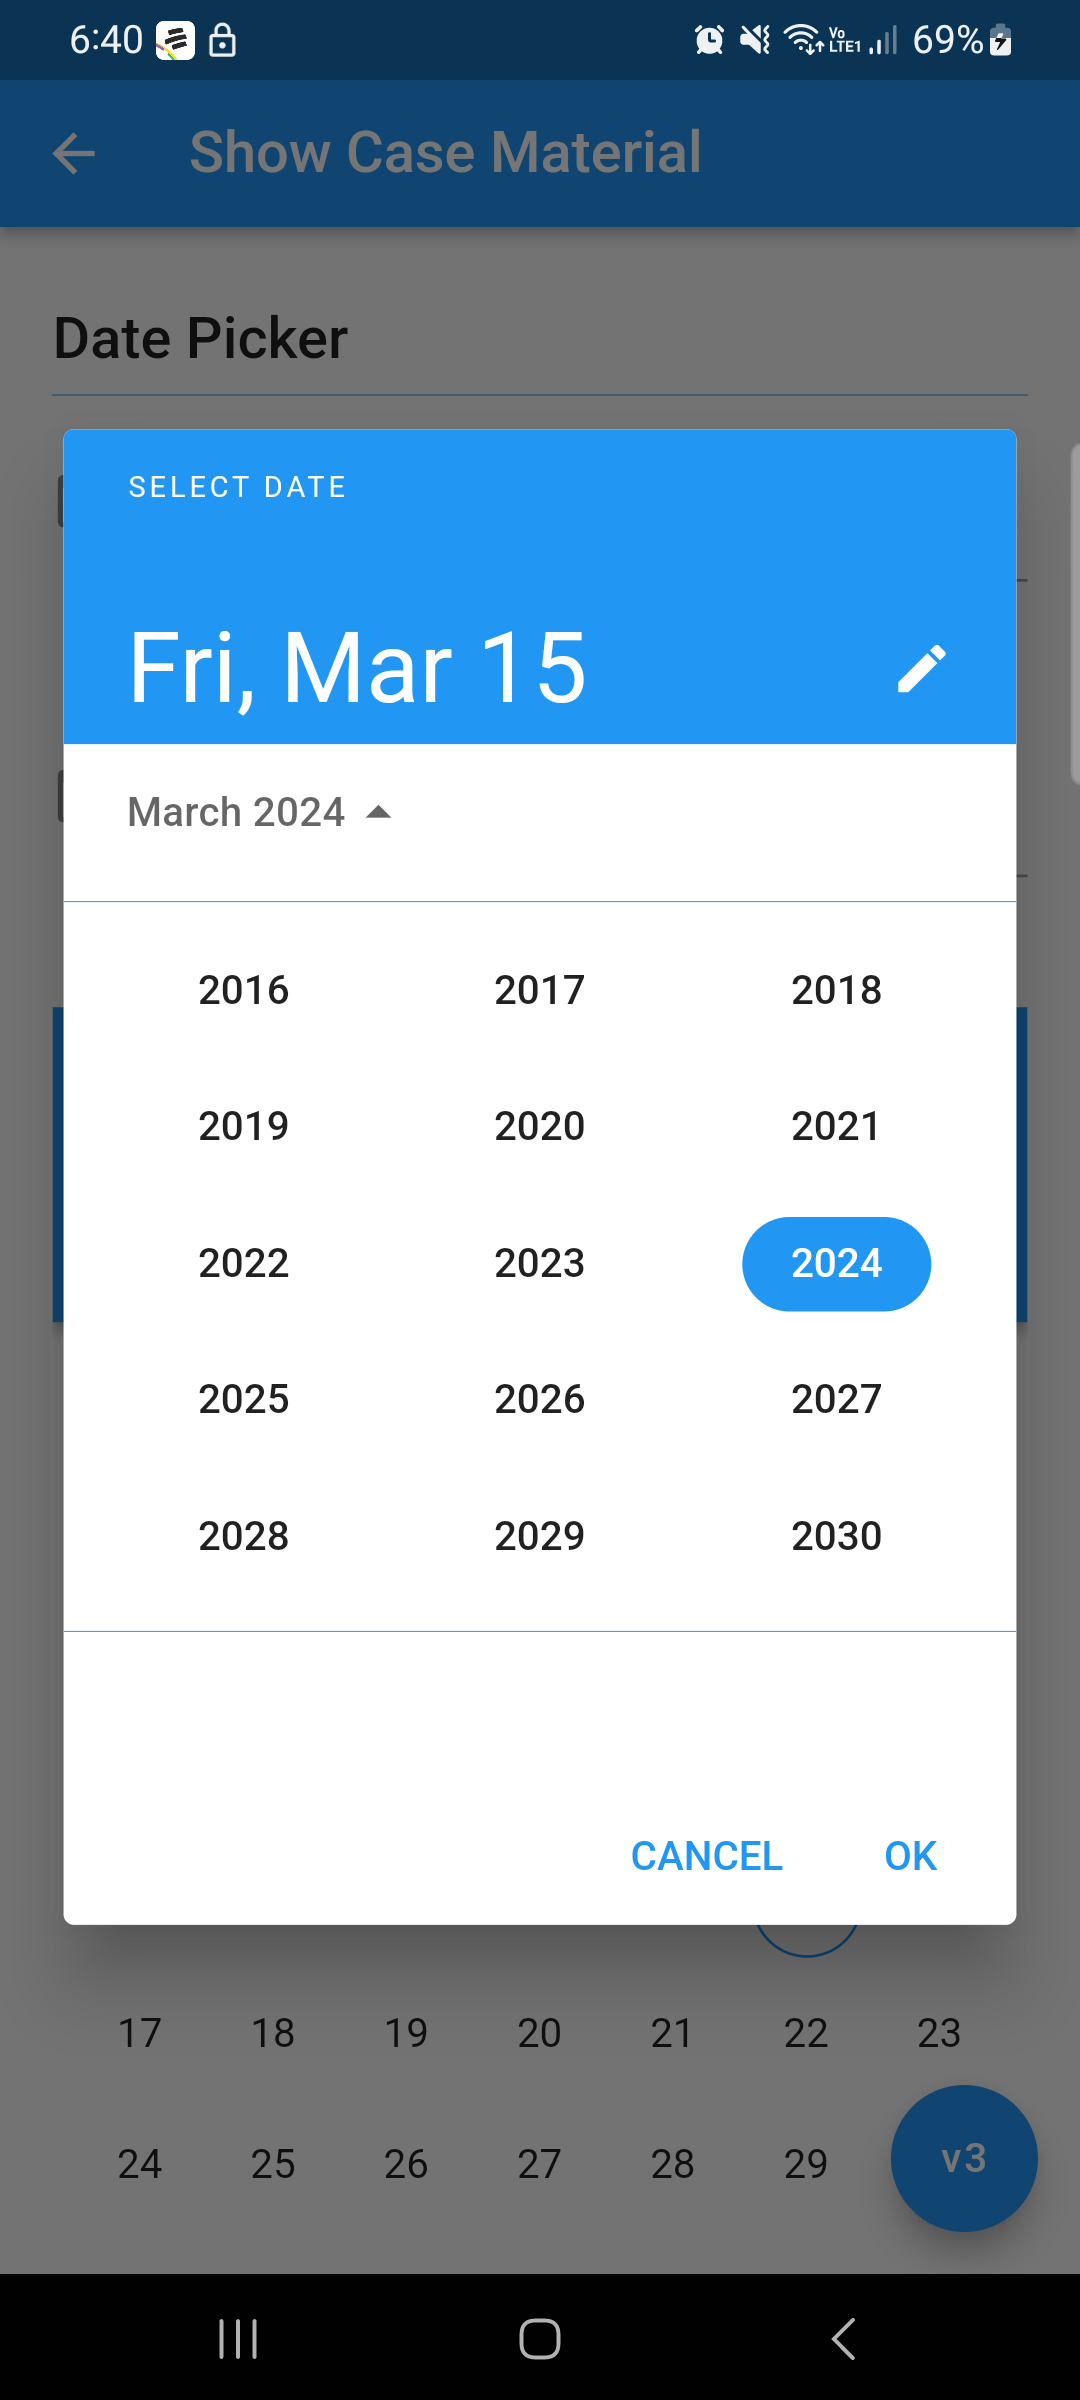 6:40 Vo LTE1 69%
Show Case Material
Date Picker
SELECT DATE
Fri, Mar 15
March 2024
2016 2017 2018
2019 2020 2021
2022 2023 2024
2025 2026 2027
2028 2029 2030
CANCEL OK
17 18 19 20 21 22 23
24 25 26 27 28 29
v3